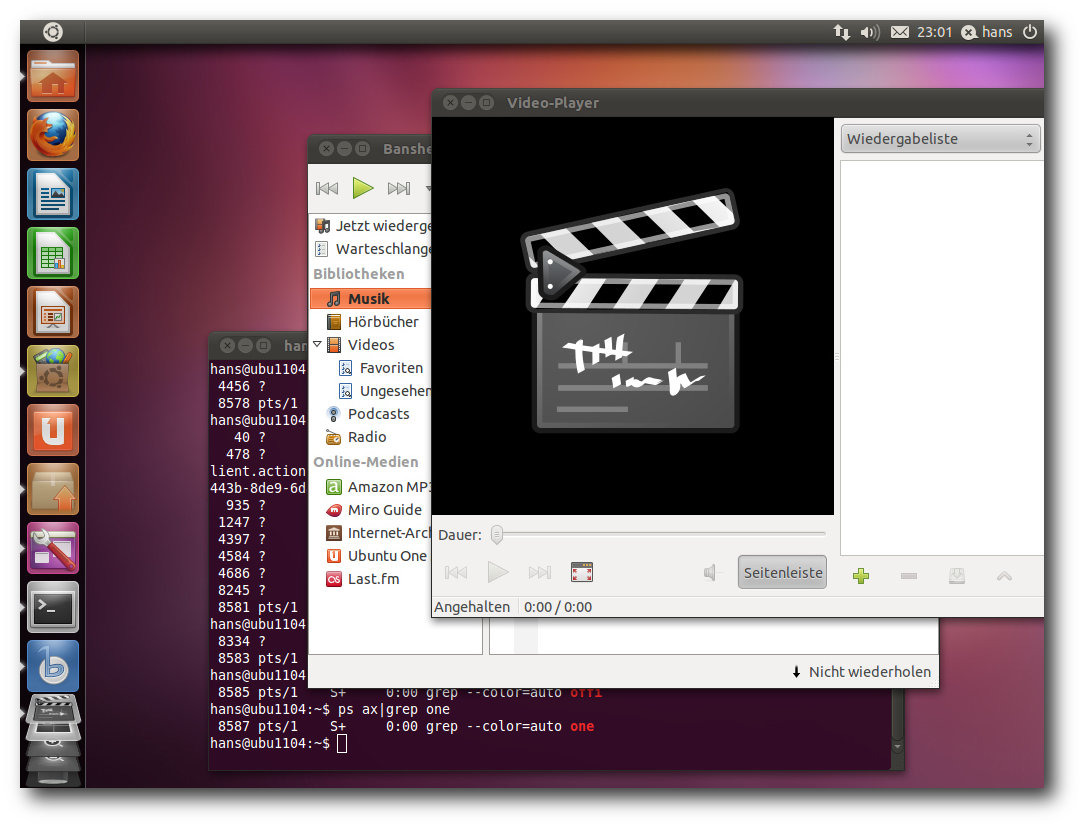 23:01 hans
Video-Player
Wiedergabeliste
Dauer:
Seitenleiste
Angehalten 0:00 / 0:00
Banshe
Jetzt wiederge
Warteschlange
Bibliotheken
Musik
Hörbücher
Videos
Favoriten
Ungesehen
Podcasts
Radio
Online-Medien
Amazon MP3
Miro Guide
Internet-Arch
Ubuntu One
Last.fm
Nicht wiederholen
han
hans@ubu1104
4456 ?
8578 pts/1
hans@ubu1104
40 ?
478 ?
lient.action
443b-8de9-6d
935 ?
1247 ?
4397 ?
4584 ?
4686 ?
8245 ?
8581 pts/1
hans@ubu1104
8334 ?
8583 pts/1
hans@ubu1104
8585 pts/1 S+ 0:00 grep --color=auto offi
hans@ubu1104:~$ ps ax|grep one
8587 pts/1 S+ 0:00 grep --color=auto one
hans@ubu1104:~$